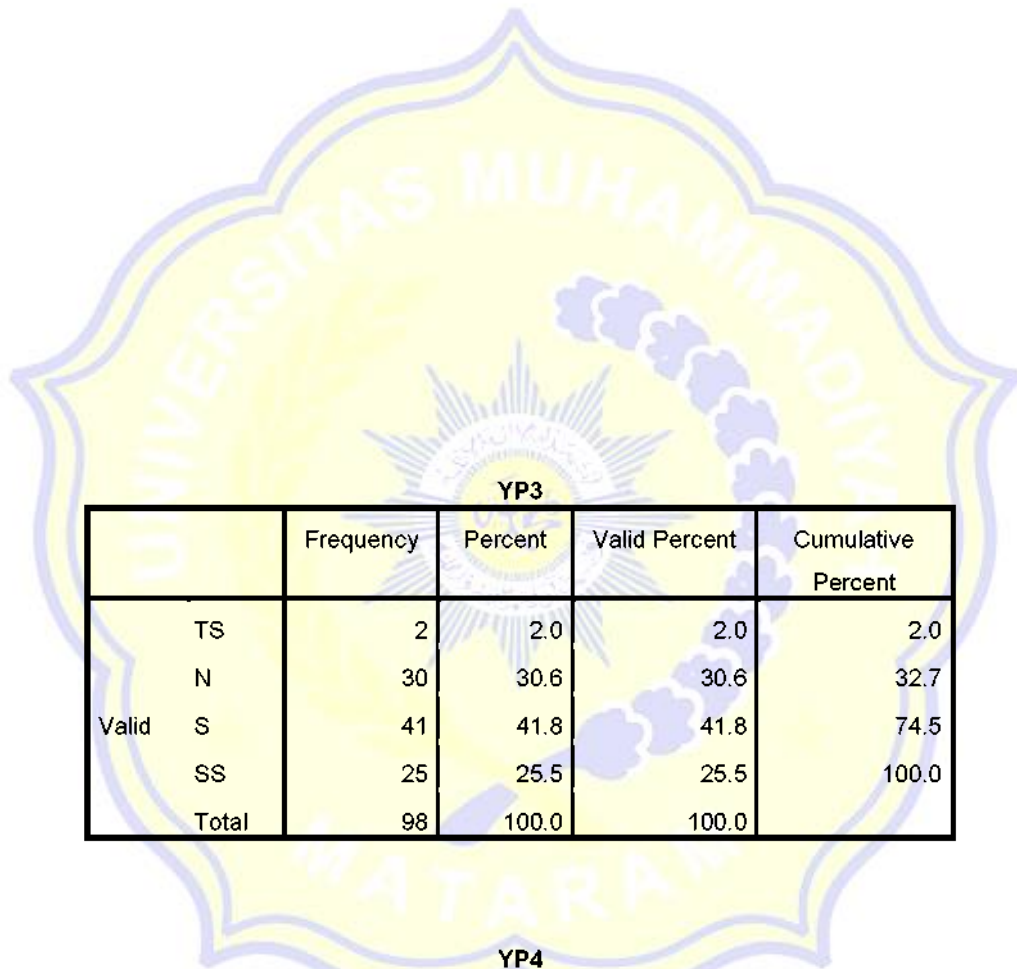 UNIVERSITAS MUHAMMADIYAH
YP3
Frequency Percent Valid Percent Cumulative Percent
Valid
TS 2 2.0 2.0 2.0
N 30 30.6 30.6 32.7
S 41 41.8 41.8 74.5
SS 25 25.5 25.5 100.0
Total 98 100.0 100.0
MATARAM
YP4